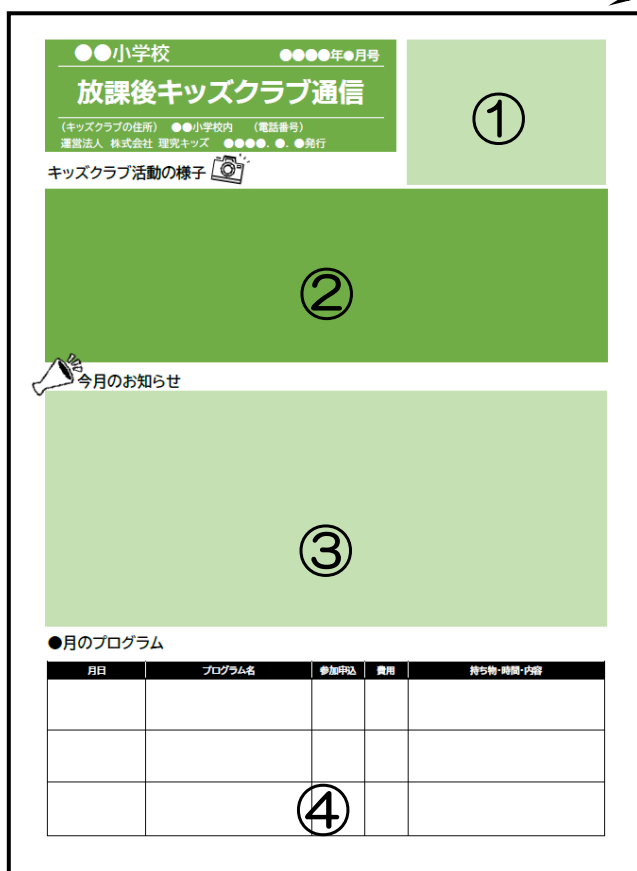 ●●小学校 ●●●●年●月号
放課後キッズクラブ通信
(キッズクラブの住所) ●●小学校内 (電話番号)
運営法人 株式会社 理究キッズ ●●●●.●.●発行
①
キッズクラブ活動の様子
②
今月のお知らせ
③
●月のプログラム
月日 プログラム名 参加申込 費用 持ち物・時間・内容
④